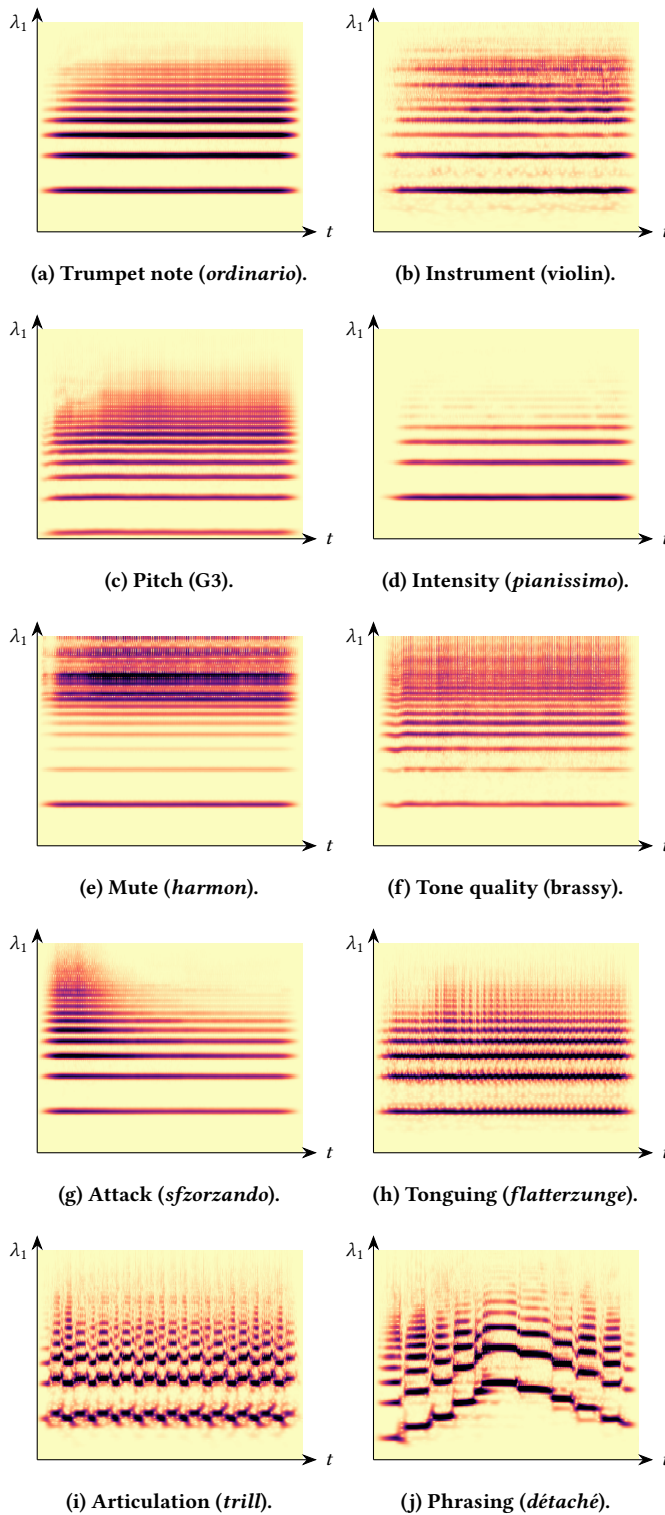 λ1
λ1
t
t
(a) Trumpet note (ordinario).
(b) Instrument (violin).
λ1
λ1
t
t
(c) Pitch (G3).
(d) Intensity (pianissimo).
λ1
λ1
t
t
(e) Mute (harmon).
(f) Tone quality (brassy).
λ1
λ1
t
t
(g) Attack (sfzorzando).
(h) Tonguing (flatterzunge).
λ1
λ1
t
t
(i) Articulation (trill).
(j) Phrasing (détaché).